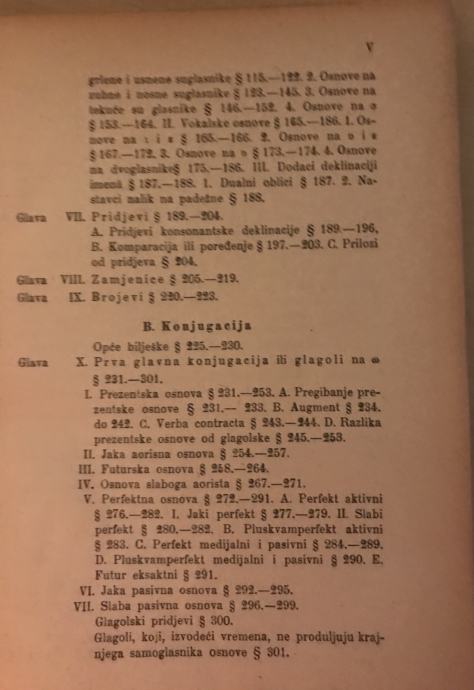 V
grlene i usnene suglasnike § 115.—122. 2. Osnove na
zubne i nosne suglasnike § 123.—145. 3. Osnove na
tekuće su glasnike § 146.—152. 4. Osnove na σ
§ 153.—164. II. Vokalske osnove § 165.—186. 1. Os-
nove na ι i ε § 165.—166. 2. Osnove na
§ 167.—172. 3. Osnove na § 173.—174. 4. Osnove
na dvoglasnike§ 175.—186. III. Dodaci deklinaciji
imenâ § 187.—188. 1. Dualni oblici § 187. 2. Na-
stavci nalik na padežne § 188.
Glava VII. Pridjevi § 189.—204.
A. Pridjevi konsonantske deklinacije § 189.—196,
B. Komparacija ili poređenje § 197.—203. C. Prilozi
od pridjeva § 204.
Glava VIII. Zamjenice § 205.—219.
Glava IX. Brojevi § 220.—223.
B. Konjugacija
Opće bilješke § 225.—230.
Glava X. Prva glavna konjugacija ili glagoli na ω
§ 231.—301.
I. Prezentska osnova § 231.—253. A. Pregibanje pre-
zentske osnove § 231.— 233. B. Augment § 234.
do 242. C. Verba contracta § 243.—244. D. Razlika
prezentske osnove od glagolske § 245.—253.
II. Jaka aorisna osnova § 254.—257.
III. Futurska osnova § 258.—264.
IV. Osnova slaboga aorista § 267.—271.
V. Perfektna osnova § 272.—291. A. Perfekt aktivni
§ 276.—282. I. Jaki perfekt § 277.—279. II. Slabi
perfekt § 280.—282. B. Pluskvamperfekt aktivni
§ 283. C. Perfekt medijalni i pasivni § 284.—289.
D. Pluskvamperfekt medijalni i pasivni § 290. E.
Futur eksaktni § 291.
VI. Jaka pasivna osnova § 292.—295.
VII. Slaba pasivna osnova § 296.—299.
Glagolski pridjevi § 300.
Glagoli, koji, izvodeći vremena, ne produljuju kraj-
njega samoglasnika osnove § 301.